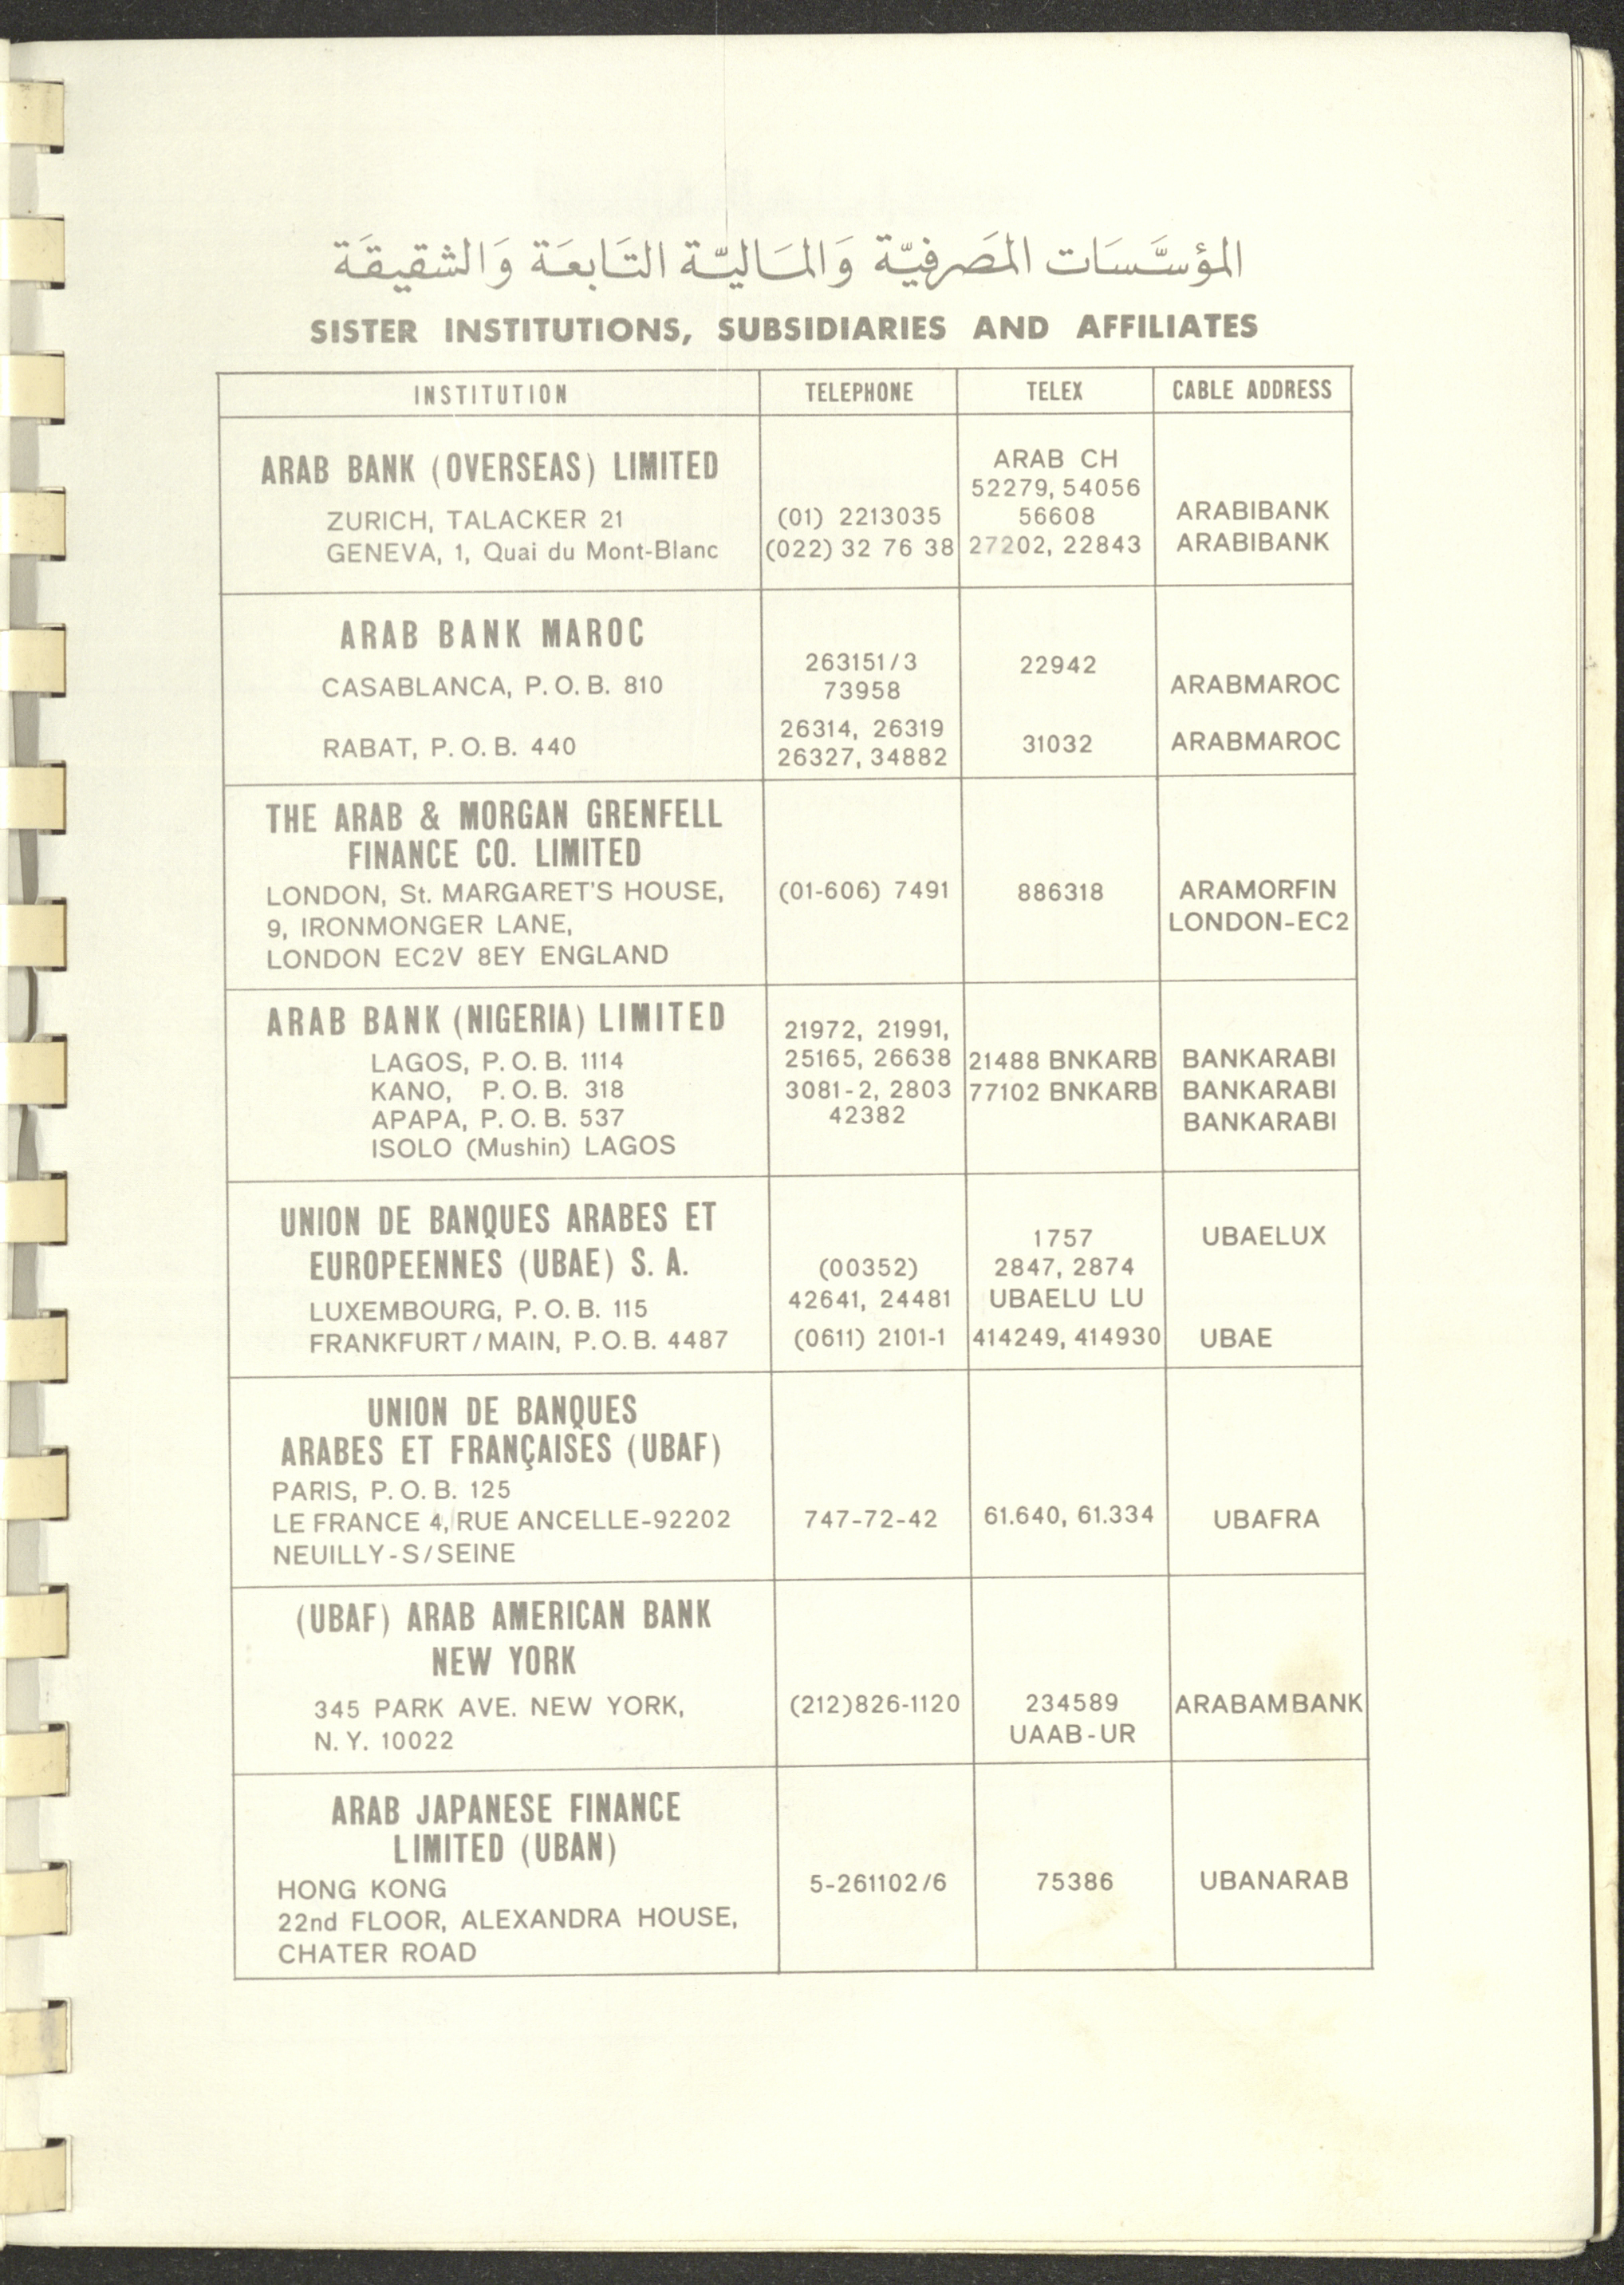 المؤسَّسَات المَصرفيّة وَالمَاليّة التَابعَة وَالشقيقَة
SISTER INSTITUTIONS, SUBSIDIARIES AND AFFILIATES
INSTITUTION TELEPHONE TELEX CABLE ADDRESS
ARAB BANK (OVERSEAS) LIMITED ARAB CH
52279, 54056
ZURICH, TALACKER 21 (01) 2213035 56608 ARABIBANK
GENEVA, 1, Quai du Mont-Blanc (022) 32 76 38 27202, 22843 ARABIBANK
ARAB BANK MAROC
263151/3 22942
CASABLANCA, P. O. B. 810 73958 ARABMAROC
26314, 26319
RABAT, P. O. B. 440 31032 ARABMAROC
26327, 34882
THE ARAB & MORGAN GRENFELL
FINANCE CO. LIMITED
LONDON, St. MARGARET'S HOUSE, (01-606) 7491 886318 ARAMORFIN
9, IRONMONGER LANE, LONDON-EC2
LONDON EC2V 8EY ENGLAND
ARAB BANK (NIGERIA) LIMITED 21972, 21991,
LAGOS, P. O. B. 1114 25165, 26638 21488 BNKARB BANKARABI
KANO, P. O. B. 318 3081-2, 2803 77102 BNKARB BANKARABI
APAPA, P. O. B. 537 42382 BANKARABI
ISOLO (Mushin) LAGOS
UNION DE BANQUES ARABES ET 1757 UBAELUX
EUROPEENNES (UBAE) S. A. (00352) 2847, 2874
LUXEMBOURG, P. O. B. 115 42641, 24481 UBAELU LU
FRANKFURT/MAIN, P. O. B. 4487 (0611) 2101-1 414249, 414930 UBAE
UNION DE BANQUES
ARABES ET FRANÇAISES (UBAF)
PARIS, P. O. B. 125
LE FRANCE 4, RUE ANCELLE-92202 747-72-42 61.640, 61.334 UBAFRA
NEUILLY-S/SEINE
(UBAF) ARAB AMERICAN BANK
NEW YORK
345 PARK AVE. NEW YORK, (212)826-1120 234589 ARABAMBANK
N. Y. 10022 UAAB-UR
ARAB JAPANESE FINANCE
LIMITED (UBAN)
HONG KONG 5-261102/6 75386 UBANARAB
22nd FLOOR, ALEXANDRA HOUSE,
CHATER ROAD